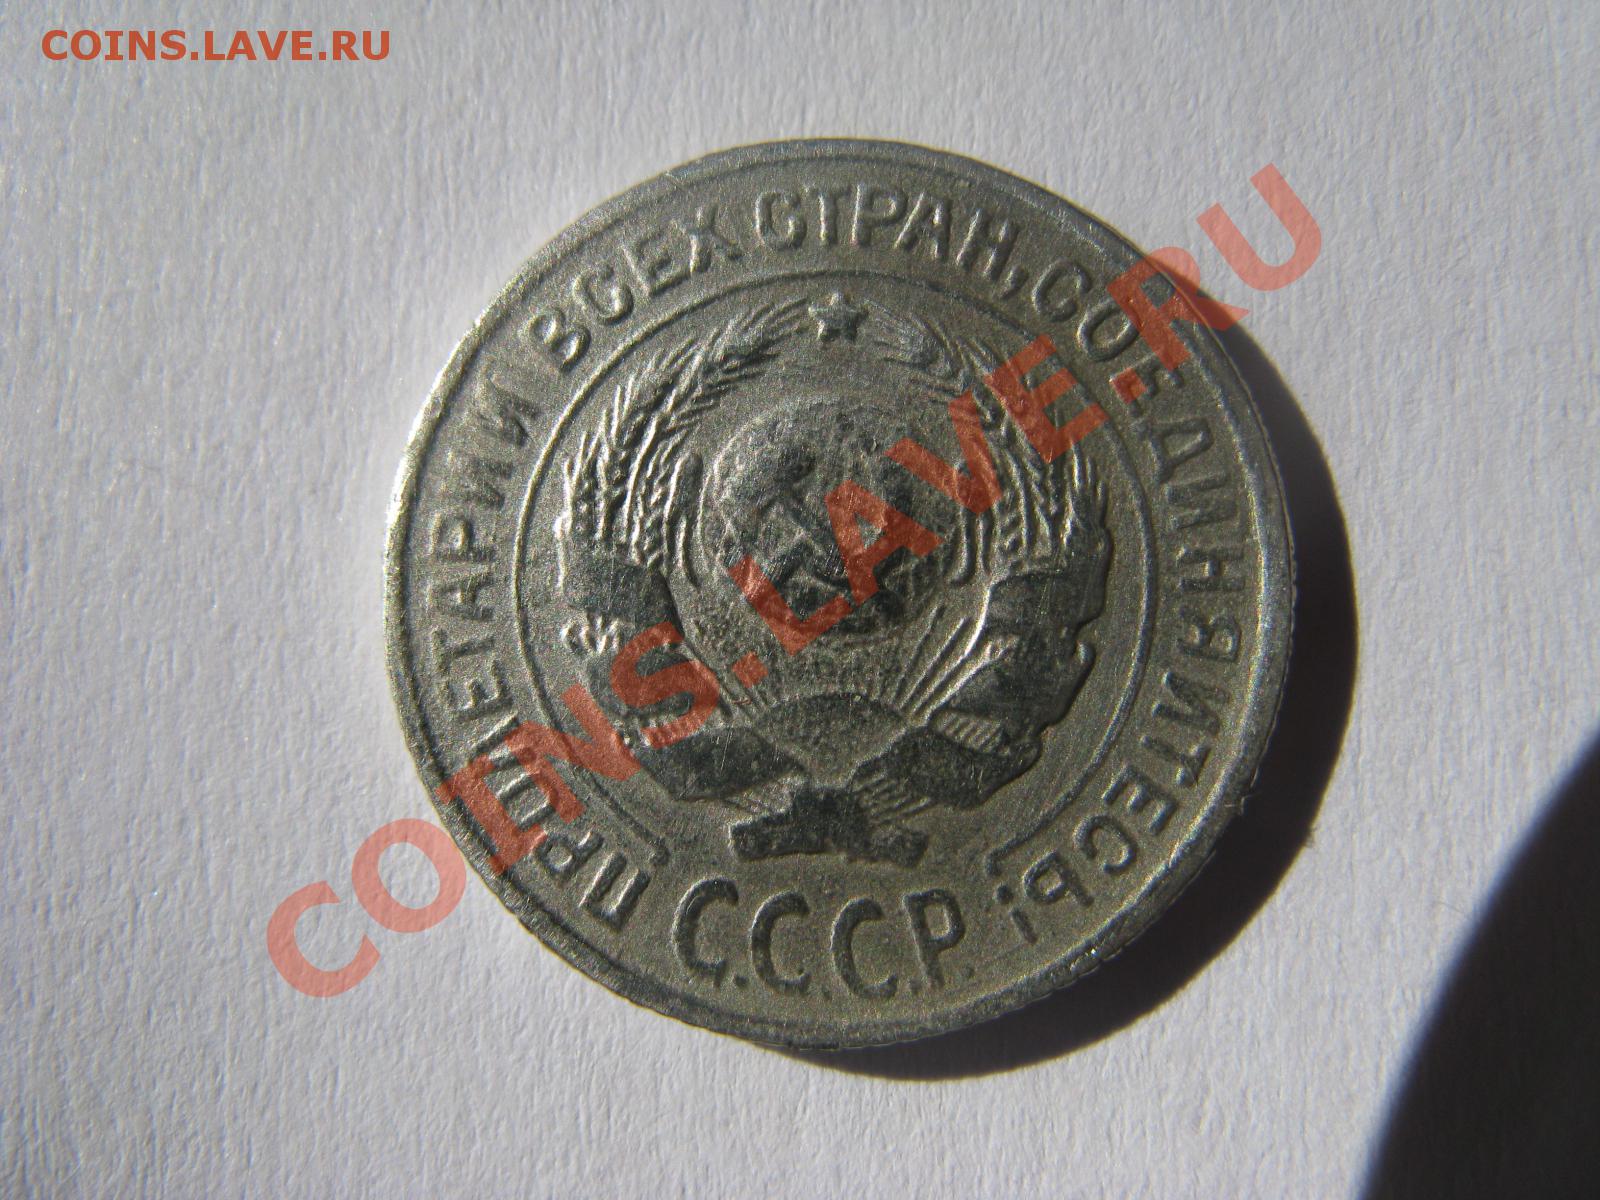 COINS.LAVE.RU
ПРОЛЕТАРИИ ВСЕХ СТРАН, СОЕДИНЯЙТЕСЬ!
С.С.С.Р.
COINS.LAVE.RU